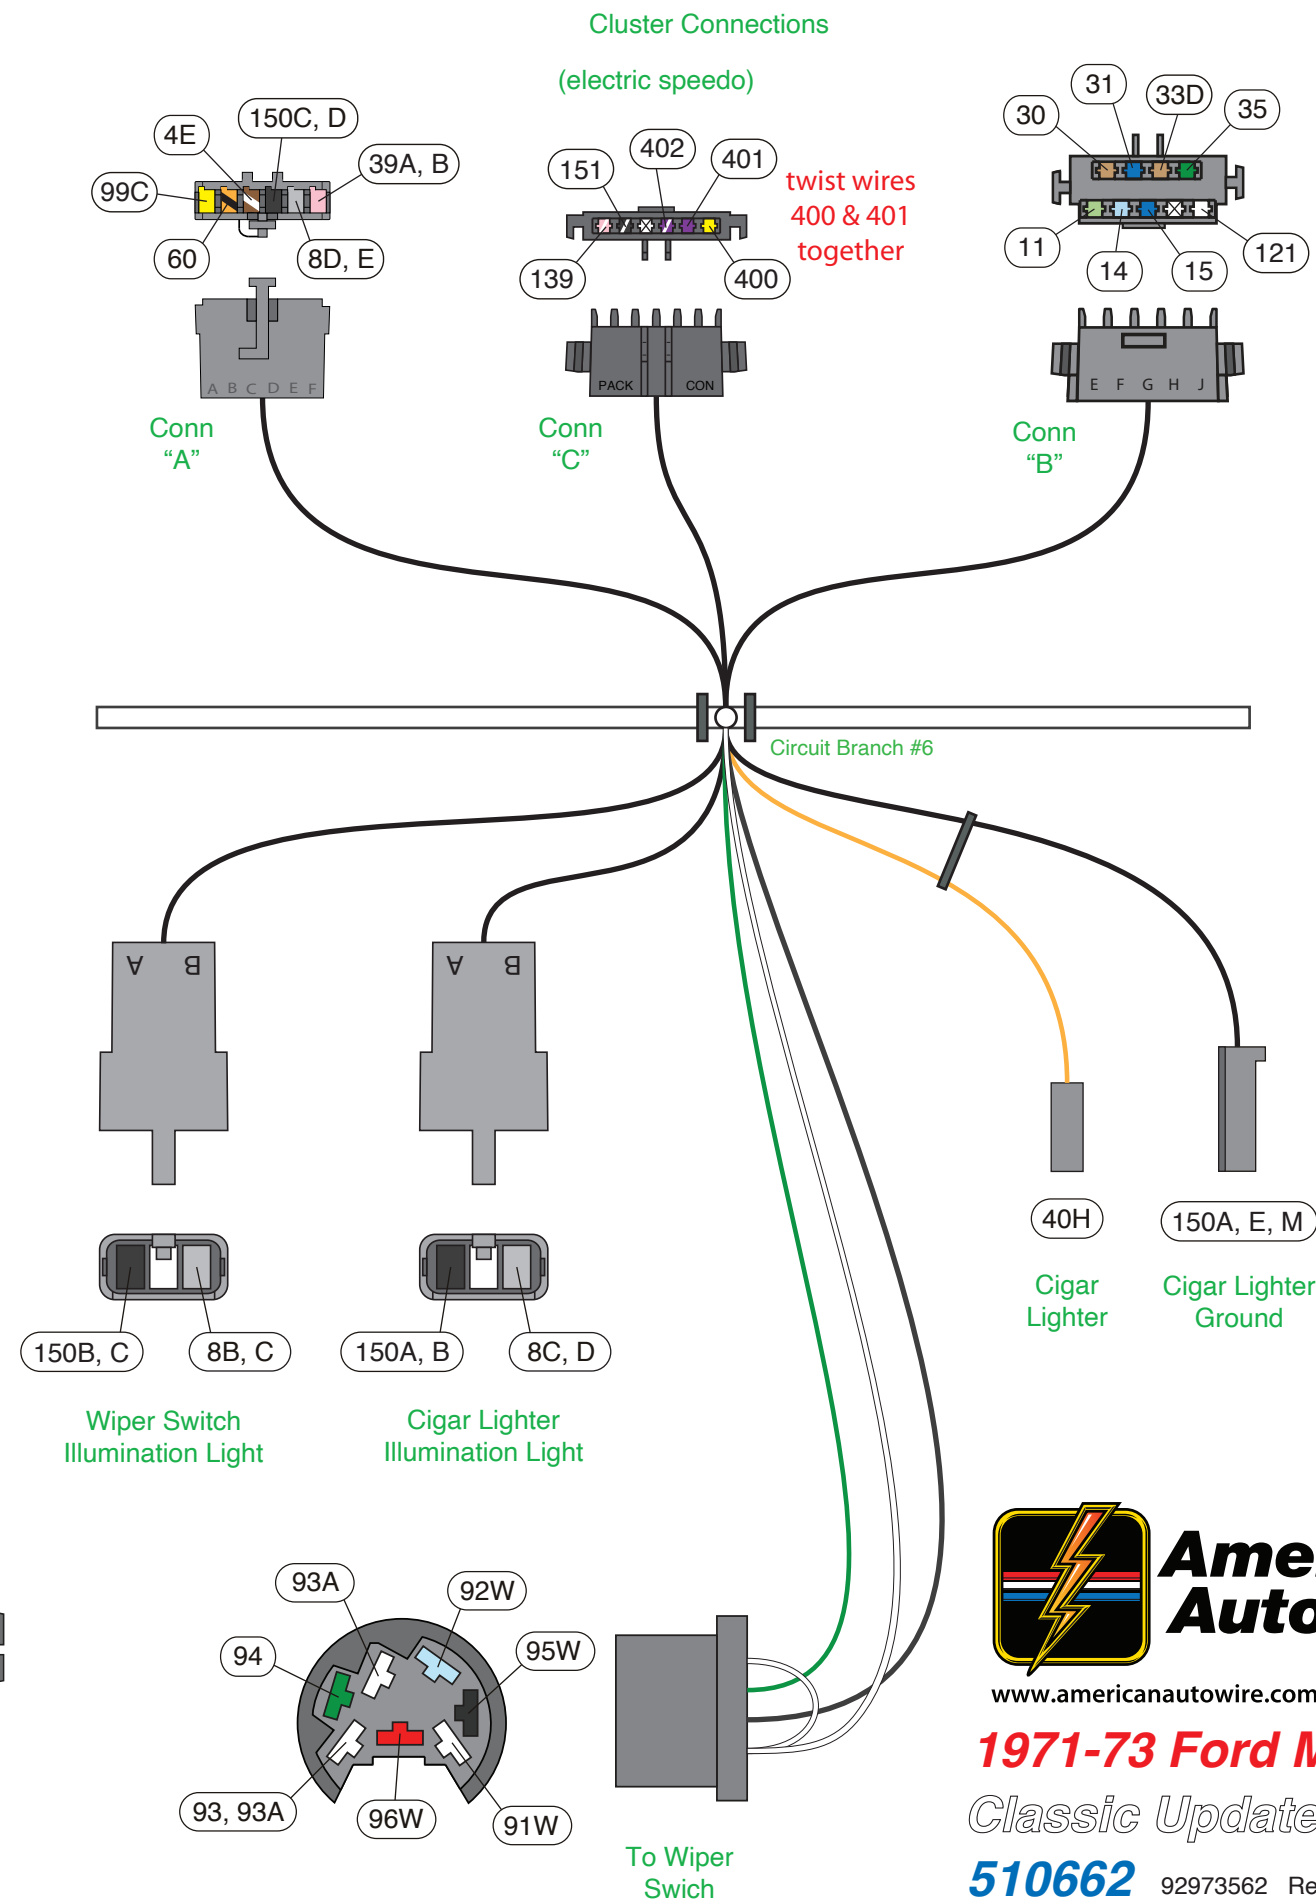 Cluster Connections
(electric speedo)
99C
4E
150C, D
39A, B
60
8D, E
A B C D E F
Conn
“A”
151
402
401
139
400
twist wires
400 & 401
together
PACK
CON
Conn
“C”
30
31
33D
35
11
14
15
121
E F G H J
Conn
“B”
Circuit Branch #6
A B
A B
150B, C
8B, C
Wiper Switch
Illumination Light
150A, B
8C, D
Cigar Lighter
Illumination Light
40H
Cigar
Lighter
150A, E, M
Cigar Lighter
Ground
93A
92W
94
95W
93, 93A
96W
91W
To Wiper
Swich
www.americanautowire.com
1971-73 Ford
Classic Update
510662
92973562